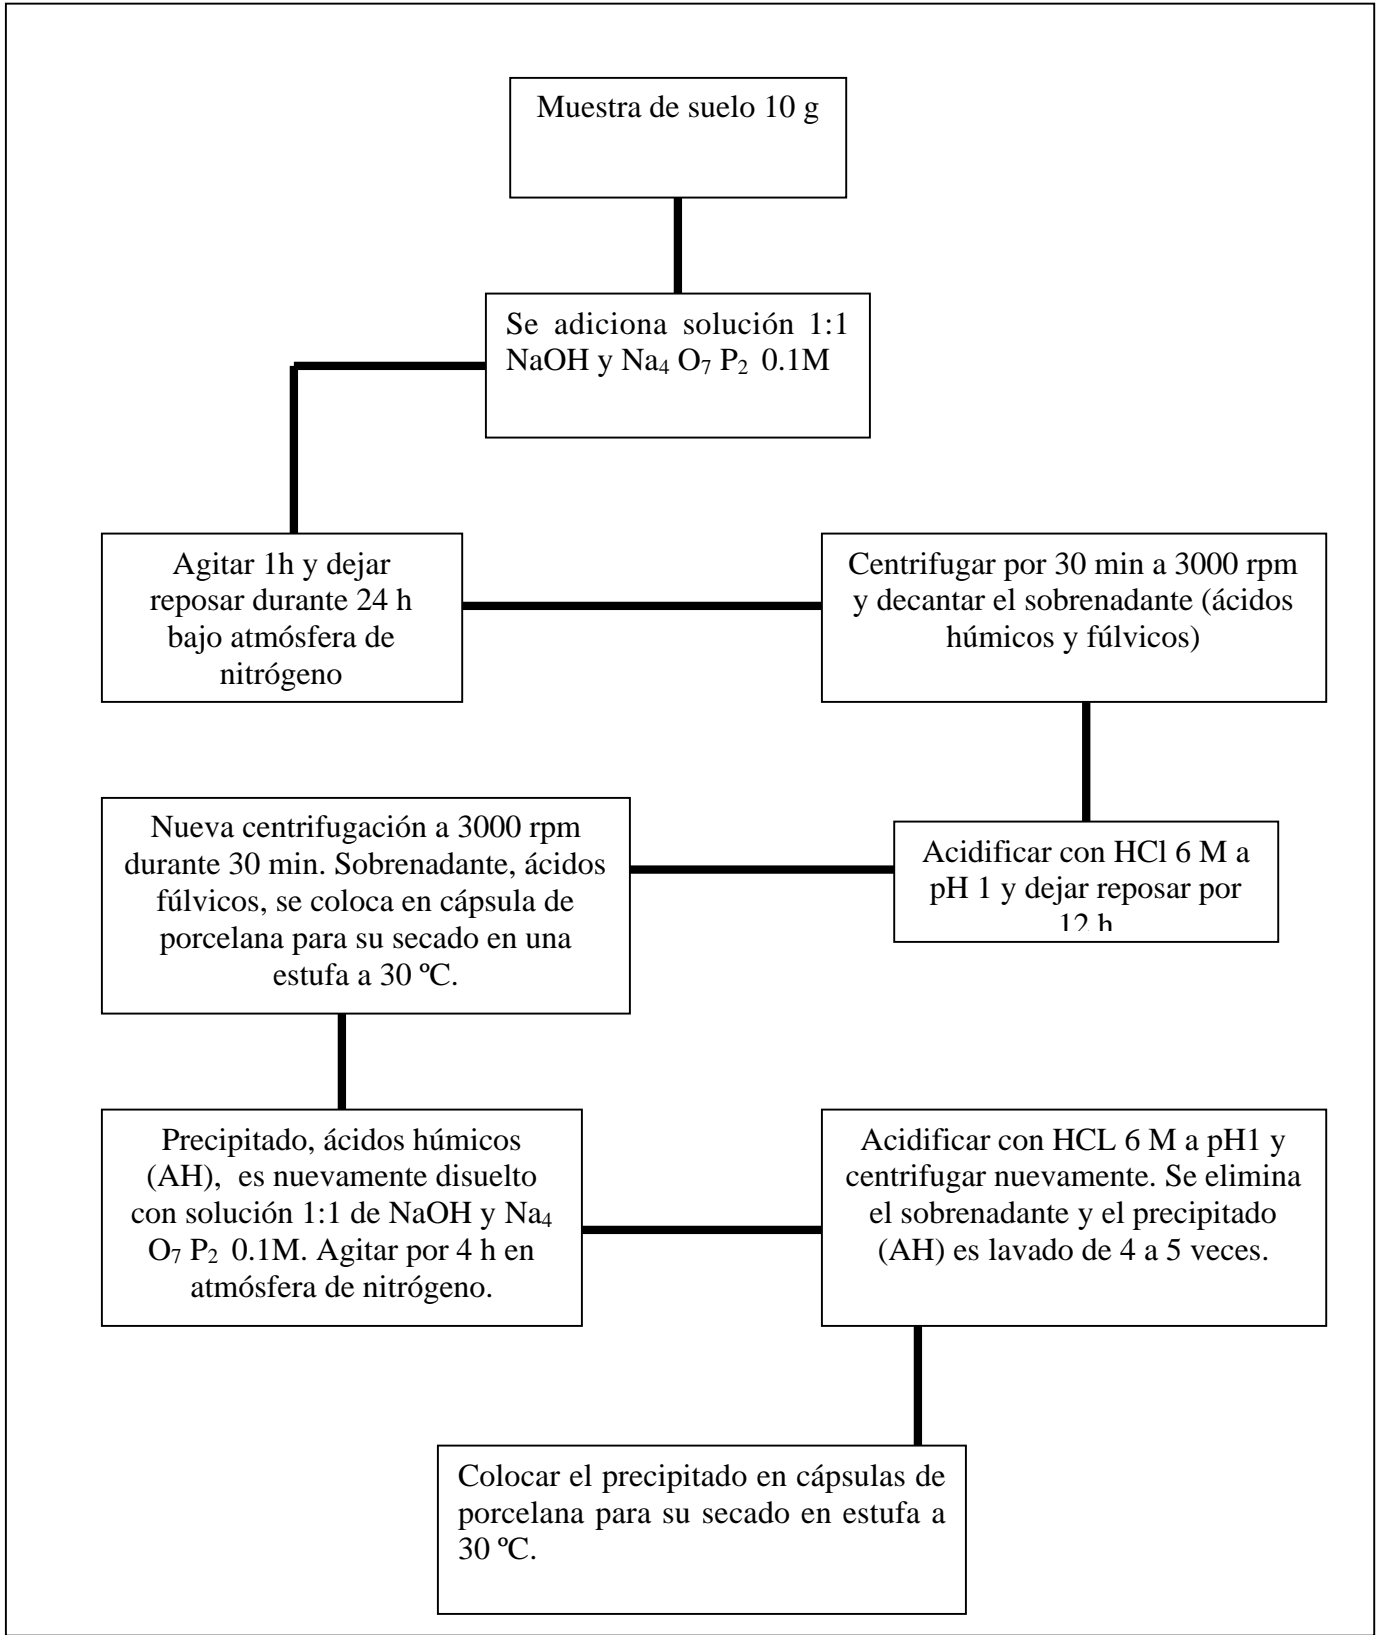 Muestra de suelo 10 g
Se adiciona solución 1:1
NaOH y Na₄ O₇ P₂ 0.1M
Agitar 1h y dejar
reposar durante 24 h
bajo atmósfera de
nitrógeno
Centrifugar por 30 min a 3000 rpm
y decantar el sobrenadante (ácidos
húmicos y fúlvicos)
Acidificar con HCl 6 M a
pH 1 y dejar reposar por
12 h
Nueva centrifugación a 3000 rpm
durante 30 min. Sobrenadante, ácidos
fúlvicos, se coloca en cápsula de
porcelana para su secado en una
estufa a 30 ºC.
Precipitado, ácidos húmicos
(AH), es nuevamente disuelto
con solución 1:1 de NaOH y Na₄
O₇ P₂ 0.1M. Agitar por 4 h en
atmósfera de nitrógeno.
Acidificar con HCL 6 M a pH1 y
centrifugar nuevamente. Se elimina
el sobrenadante y el precipitado
(AH) es lavado de 4 a 5 veces.
Colocar el precipitado en cápsulas de
porcelana para su secado en estufa a
30 ºC.